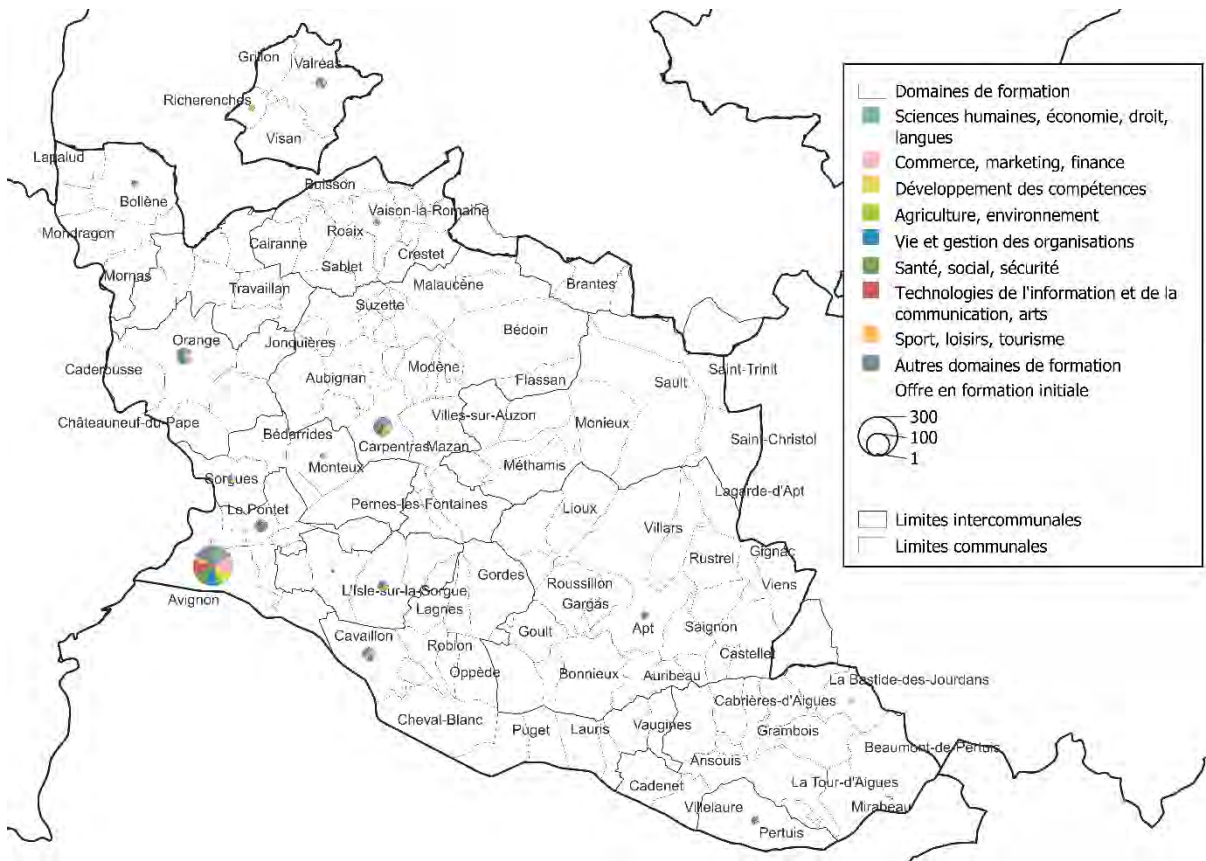 Grillon
Valréas
Richerenches
Visan
Lapalud
Bollène
Buisson
Vaison-la-Romaine
Mondragon
Roaix
Cairanne
Crestet
Mornas
Sablet
Malaucène
Travaillan
Brantes
Suzette
Bédoin
Orange
Jonquières
Caderousse
Modène
Saint-Trinit
Aubignan
Flassan
Sault
Châteauneuf-du-Pape
Villes-sur-Auzon
Monieux
Bédarrides
Carpentras
Mazan
Saint-Christol
Monteux
Méthamis
Sorgues
Lagarde-d'Apt
Le Pontet
Pernes-les-Fontaines
Lioux
Villars
Gignac
Rustrel
Gordes
Viens
L'Isle-sur-la-Sorgue
Roussillon
Avignon
Lagnes
Gargas
Apt
Saignon
Cavaillon
Goult
Robion
Castellet
Oppède
Bonnieux
Auribeau
La Bastide-des-Jourdans
Cabrières-d'Aigues
Cheval-Blanc
Puget
Lauris
Vaugines
Grambois
Beaumont-de-Pertuis
Ansouis
Cadenet
La Tour-d'Aigues
Villelaure
Mirabeau
Pertuis
Domaines de formation
Sciences humaines, économie, droit,
langues
Commerce, marketing, finance
Développement des compétences
Agriculture, environnement
Vie et gestion des organisations
Santé, social, sécurité
Technologies de l'information et de la
communication, arts
Sport, loisirs, tourisme
Autres domaines de formation
Offre en formation initiale
300
100
1
Limites intercommunales
Limites communales